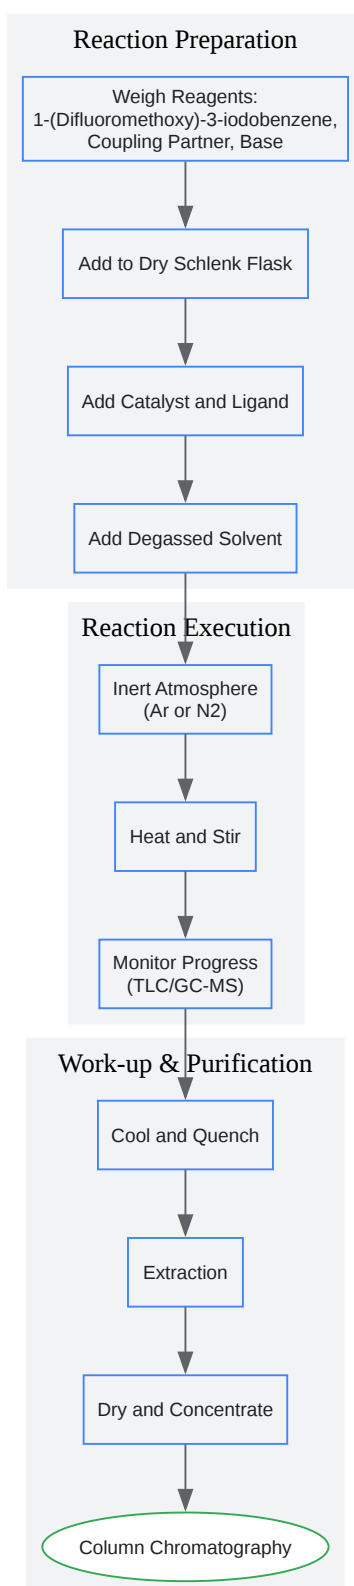 Reaction Preparation
Weigh Reagents:
1-(Difluoromethoxy)-3-iodobenzene,
Coupling Partner, Base
Add to Dry Schlenk Flask
Add Catalyst and Ligand
Add Degassed Solvent
Reaction Execution
Inert Atmosphere
(Ar or N2)
Heat and Stir
Monitor Progress
(TLC/GC-MS)
Work-up & Purification
Cool and Quench
Extraction
Dry and Concentrate
Column Chromatography